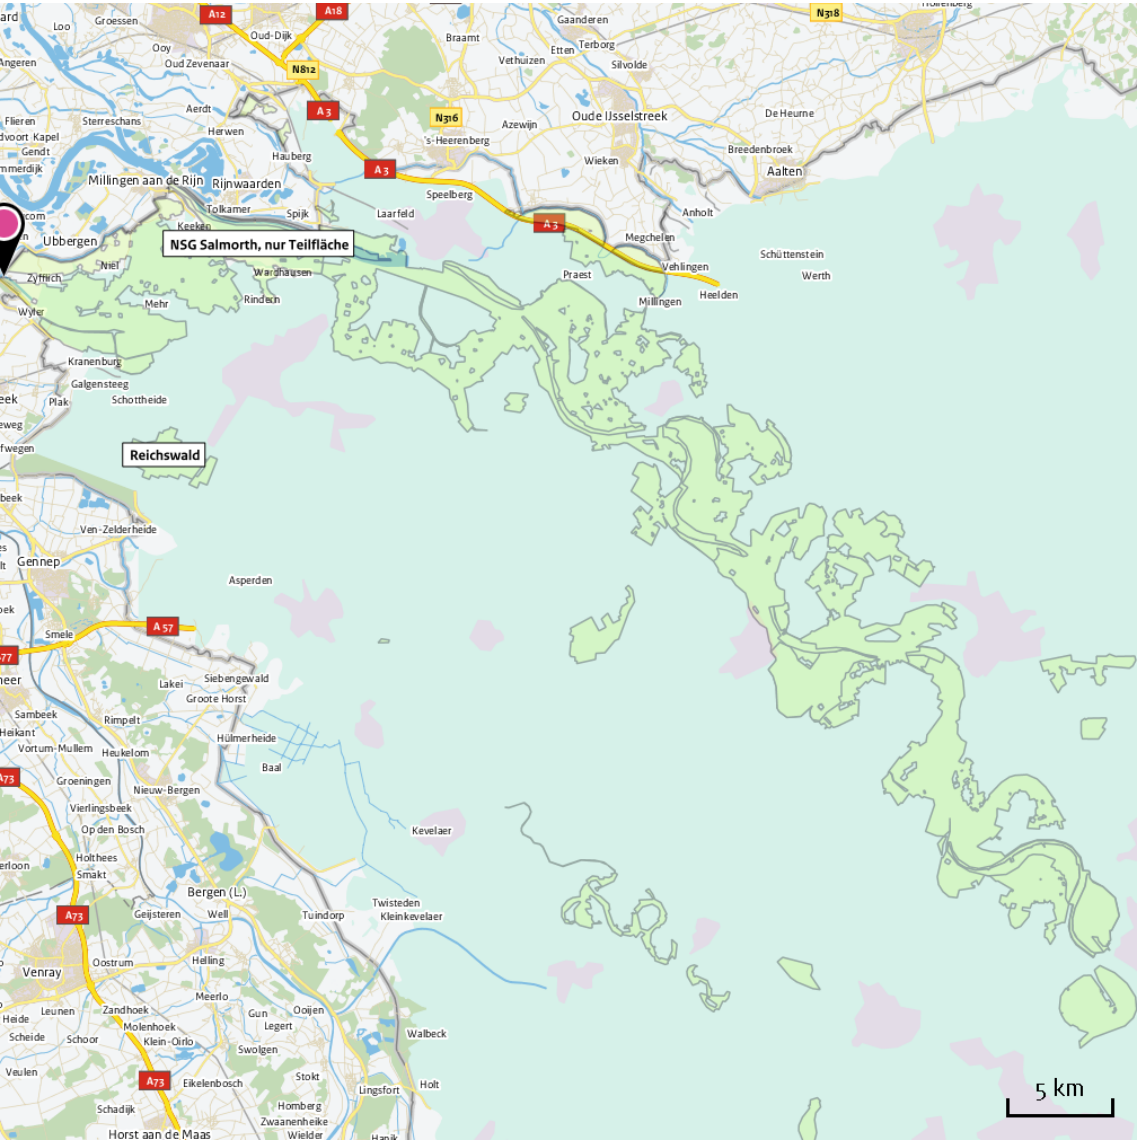 A12
A18
N318
Loo
Groessen
Oud-Dijk
Gaanderen
Braamt
Etten
Terborg
Ooy
Angeren
Oud Zevenaar
N812
Vethuizen
Silvolde
Aerdt
A 3
N316
Oude IJsselstreek
De Heurne
Flieren
Sterreschans
Azewijn
Herwen
dvoort Kapel
's-Heerenberg
Gendt
Hauberg
Wieken
Breedenbroek
mmerdijk
A 3
Aalten
Millingen aan de Rijn
Rijnwaarden
Speelberg
Tolkamer
Spijk
Laarfeld
Anholt
Keeken
A 3
Ubbergen
NSG Salmorth, nur Teilfläche
Megchelen
Schüttenstein
Niel
Wardhausen
Praest
Vehlingen
Werth
Zyfflich
Heelden
Mehr
Rindern
Millingen
Wyler
Kranenburg
Galgensteeg
Plak
Schottheide
Reichswald
Ven-Zelderheide
Gennep
Asperden
A 57
Smele
Siebengewald
Lakei
Groote Horst
Sambeek
Rimpelt
Heikant
Hülmerheide
Vortum-Mullem
Heukelom
Baal
A73
Groeningen
Nieuw-Bergen
Vierlingsbeek
Op den Bosch
Kevelaer
Holthees
Smakt
Bergen (L.)
Twisteden
A73
Geijsteren
Well
Tuindorp
Kleinkevelaer
Venray
Oostrum
Helling
Meerlo
Leunen
Zandhoek
Gun
Ooijen
Heide
Molenhoek
Legert
Scheide
Schoor
Klein-Oirlo
Walbeck
Swolgen
Veulen
A73
Eikelenbosch
Stokt
Lingsfort
Holt
5 km
Schadijk
Homberg
Zwaanenheike
Horst aan de Maas
Wielder